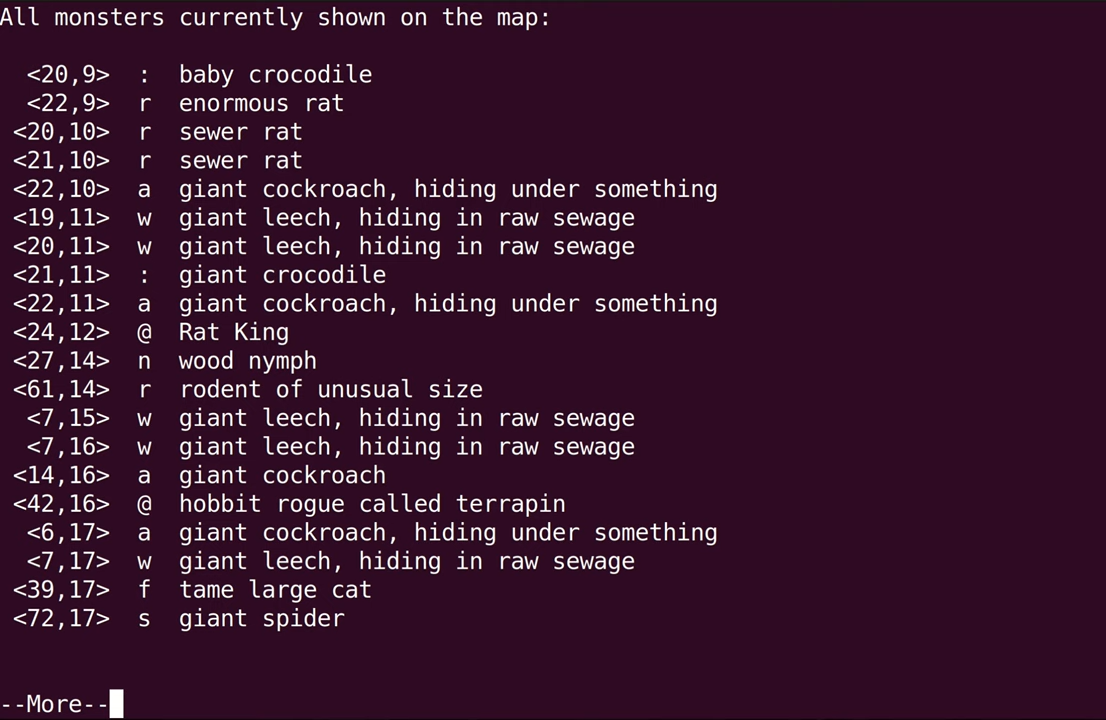 All monsters currently shown on the map:
<20,9> : baby crocodile
<22,9> r enormous rat
<20,10> r sewer rat
<21,10> r sewer rat
<22,10> a giant cockroach, hiding under something
<19,11> w giant leech, hiding in raw sewage
<20,11> w giant leech, hiding in raw sewage
<21,11> : giant crocodile
<22,11> a giant cockroach, hiding under something
<24,12> @ Rat King
<27,14> n wood nymph
<61,14> r rodent of unusual size
<7,15> w giant leech, hiding in raw sewage
<7,16> w giant leech, hiding in raw sewage
<14,16> a giant cockroach
<42,16> @ hobbit rogue called terrapin
<6,17> a giant cockroach, hiding under something
<7,17> w giant leech, hiding in raw sewage
<39,17> f tame large cat
<72,17> s giant spider
--More--